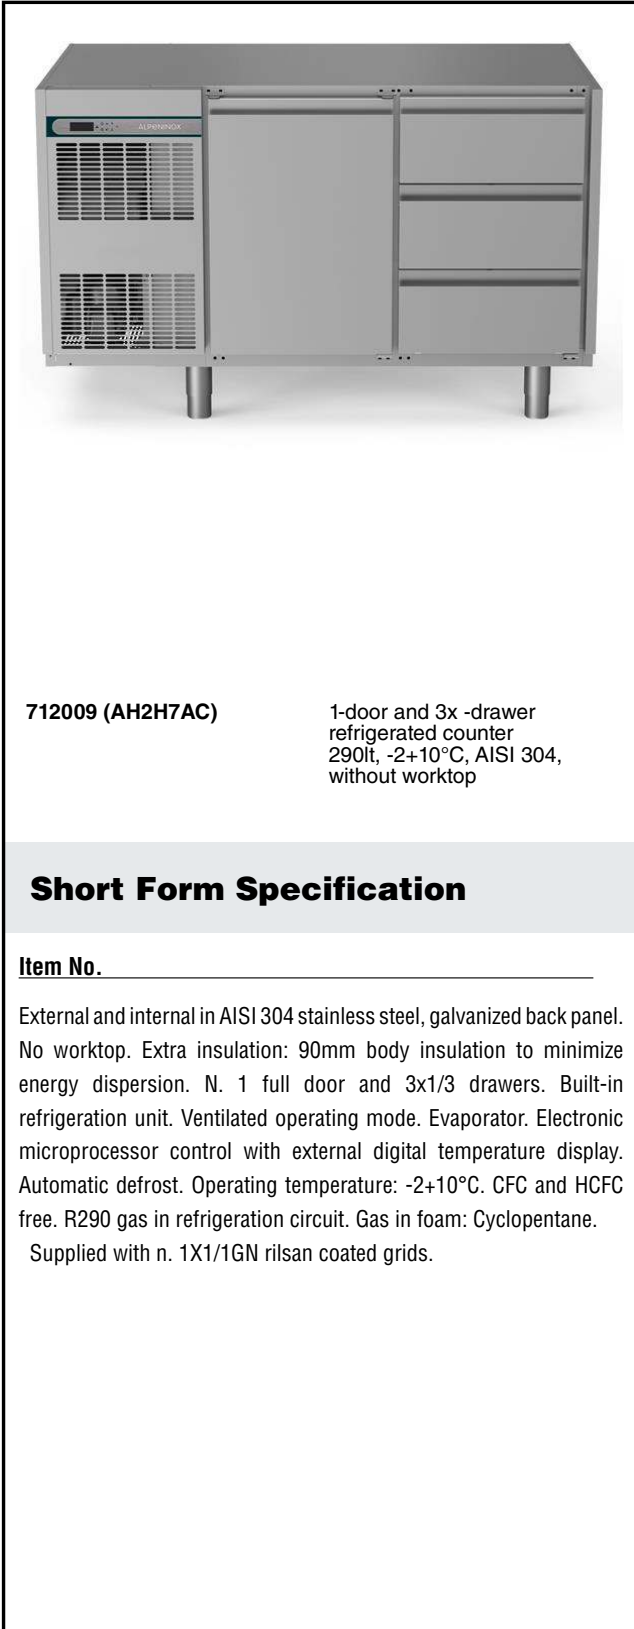 ALPENINOX
712009 (AH2H7AC)
1-door and 3x -drawer
refrigerated counter
290lt, -2+10°C, AISI 304,
without worktop
Short Form Specification
Item No.
External and internal in AISI 304 stainless steel, galvanized back panel.
No worktop. Extra insulation: 90mm body insulation to minimize
energy dispersion. N. 1 full door and 3x1/3 drawers. Built-in
refrigeration unit. Ventilated operating mode. Evaporator. Electronic
microprocessor control with external digital temperature display.
Automatic defrost. Operating temperature: -2+10°C. CFC and HCFC
free. R290 gas in refrigeration circuit. Gas in foam: Cyclopentane.
Supplied with n. 1X1/1GN rilsan coated grids.